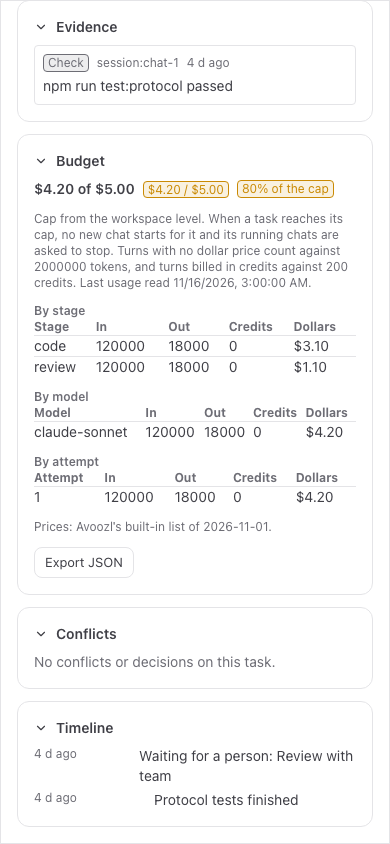 Evidence
Check session:chat-1 4 d ago
npm run test:protocol passed
Budget
$4.20 of $5.00 $4.20 / $5.00 80% of the cap
Cap from the workspace level. When a task reaches its
cap, no new chat starts for it and its running chats are
asked to stop. Turns with no dollar price count against
2000000 tokens, and turns billed in credits against 200
credits. Last usage read 11/16/2026, 3:00:00 AM.
By stage
Stage In Out Credits Dollars
code 120000 18000 0 $3.10
review 120000 18000 0 $1.10
By model
Model In Out Credits Dollars
claude-sonnet 120000 18000 0 $4.20
By attempt
Attempt In Out Credits Dollars
1 120000 18000 0 $4.20
Prices: Avoozl's built-in list of 2026-11-01.
Export JSON
Conflicts
No conflicts or decisions on this task.
Timeline
4 d ago Waiting for a person: Review with
team
4 d ago Protocol tests finished